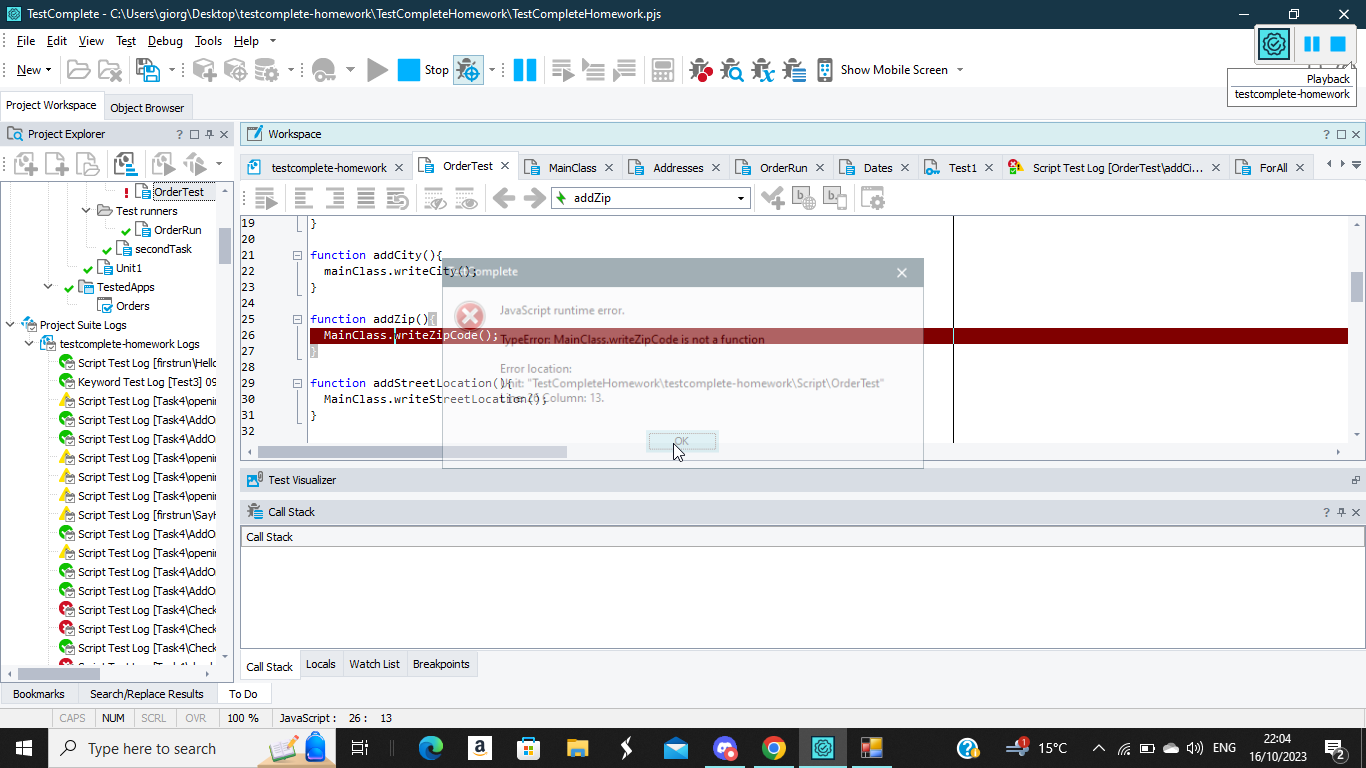 TestComplete - C:\Users\giorg\Desktop\testcomplete-homework\TestCompleteHomework\TestCompleteHomework.pjs
File Edit View Test Debug Tools Help
New Stop Show Mobile Screen
Playback
testcomplete-homework
Project Workspace Object Browser
Project Explorer
Workspace
testcomplete-homework OrderTest MainClass Addresses OrderRun Dates Test1 Script Test Log [OrderTest\addCi... ForAll
addZip
OrderTest
Test runners
OrderRun
secondTask
Unit1
TestedApps
Orders
Project Suite Logs
testcomplete-homework Logs
Script Test Log [firstrun\Hello
Keyword Test Log [Test3] 09
Script Test Log [Task4\openir
Script Test Log [Task4\AddO
Script Test Log [Task4\AddO
Script Test Log [Task4\openir
Script Test Log [Task4\openir
Script Test Log [Task4\openir
Script Test Log [firstrun\SayH
Script Test Log [Task4\AddO
Script Test Log [Task4\openir
Script Test Log [Task4\AddO
Script Test Log [Task4\AddO
Script Test Log [Task4\Check
Script Test Log [Task4\Check
Script Test Log [Task4\Check
19 }
20
21 function addCity(){
22 mainClass.writeCity();
23 }
24
25 function addZip(){
26 MainClass.writeZipCode();
27 }
28
29 function addStreetLocation(){
30 MainClass.writeStreetLocation();
31 }
32
TestComplete
JavaScript runtime error.
TypeError: MainClass.writeZipCode is not a function
Error location:
Unit: "TestCompleteHomework\testcomplete-homework\Script\OrderTest"
Line: 26 Column: 13.
OK
Test Visualizer
Call Stack
Call Stack
Call Stack Locals Watch List Breakpoints
Bookmarks Search/Replace Results To Do
CAPS NUM SCRL OVR 100 % JavaScript : 26 : 13
Type here to search
1 15°C ENG
22:04
16/10/2023
2